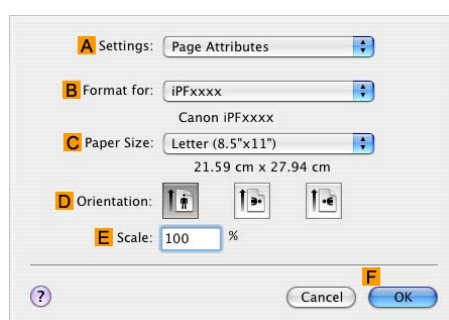 A Settings: Page Attributes
B Format for: iPFxxxx
Canon iPFxxxx
C Paper Size: Letter (8.5"x11")
21.59 cm x 27.94 cm
D Orientation:
E Scale: 100 %
F
? Cancel OK